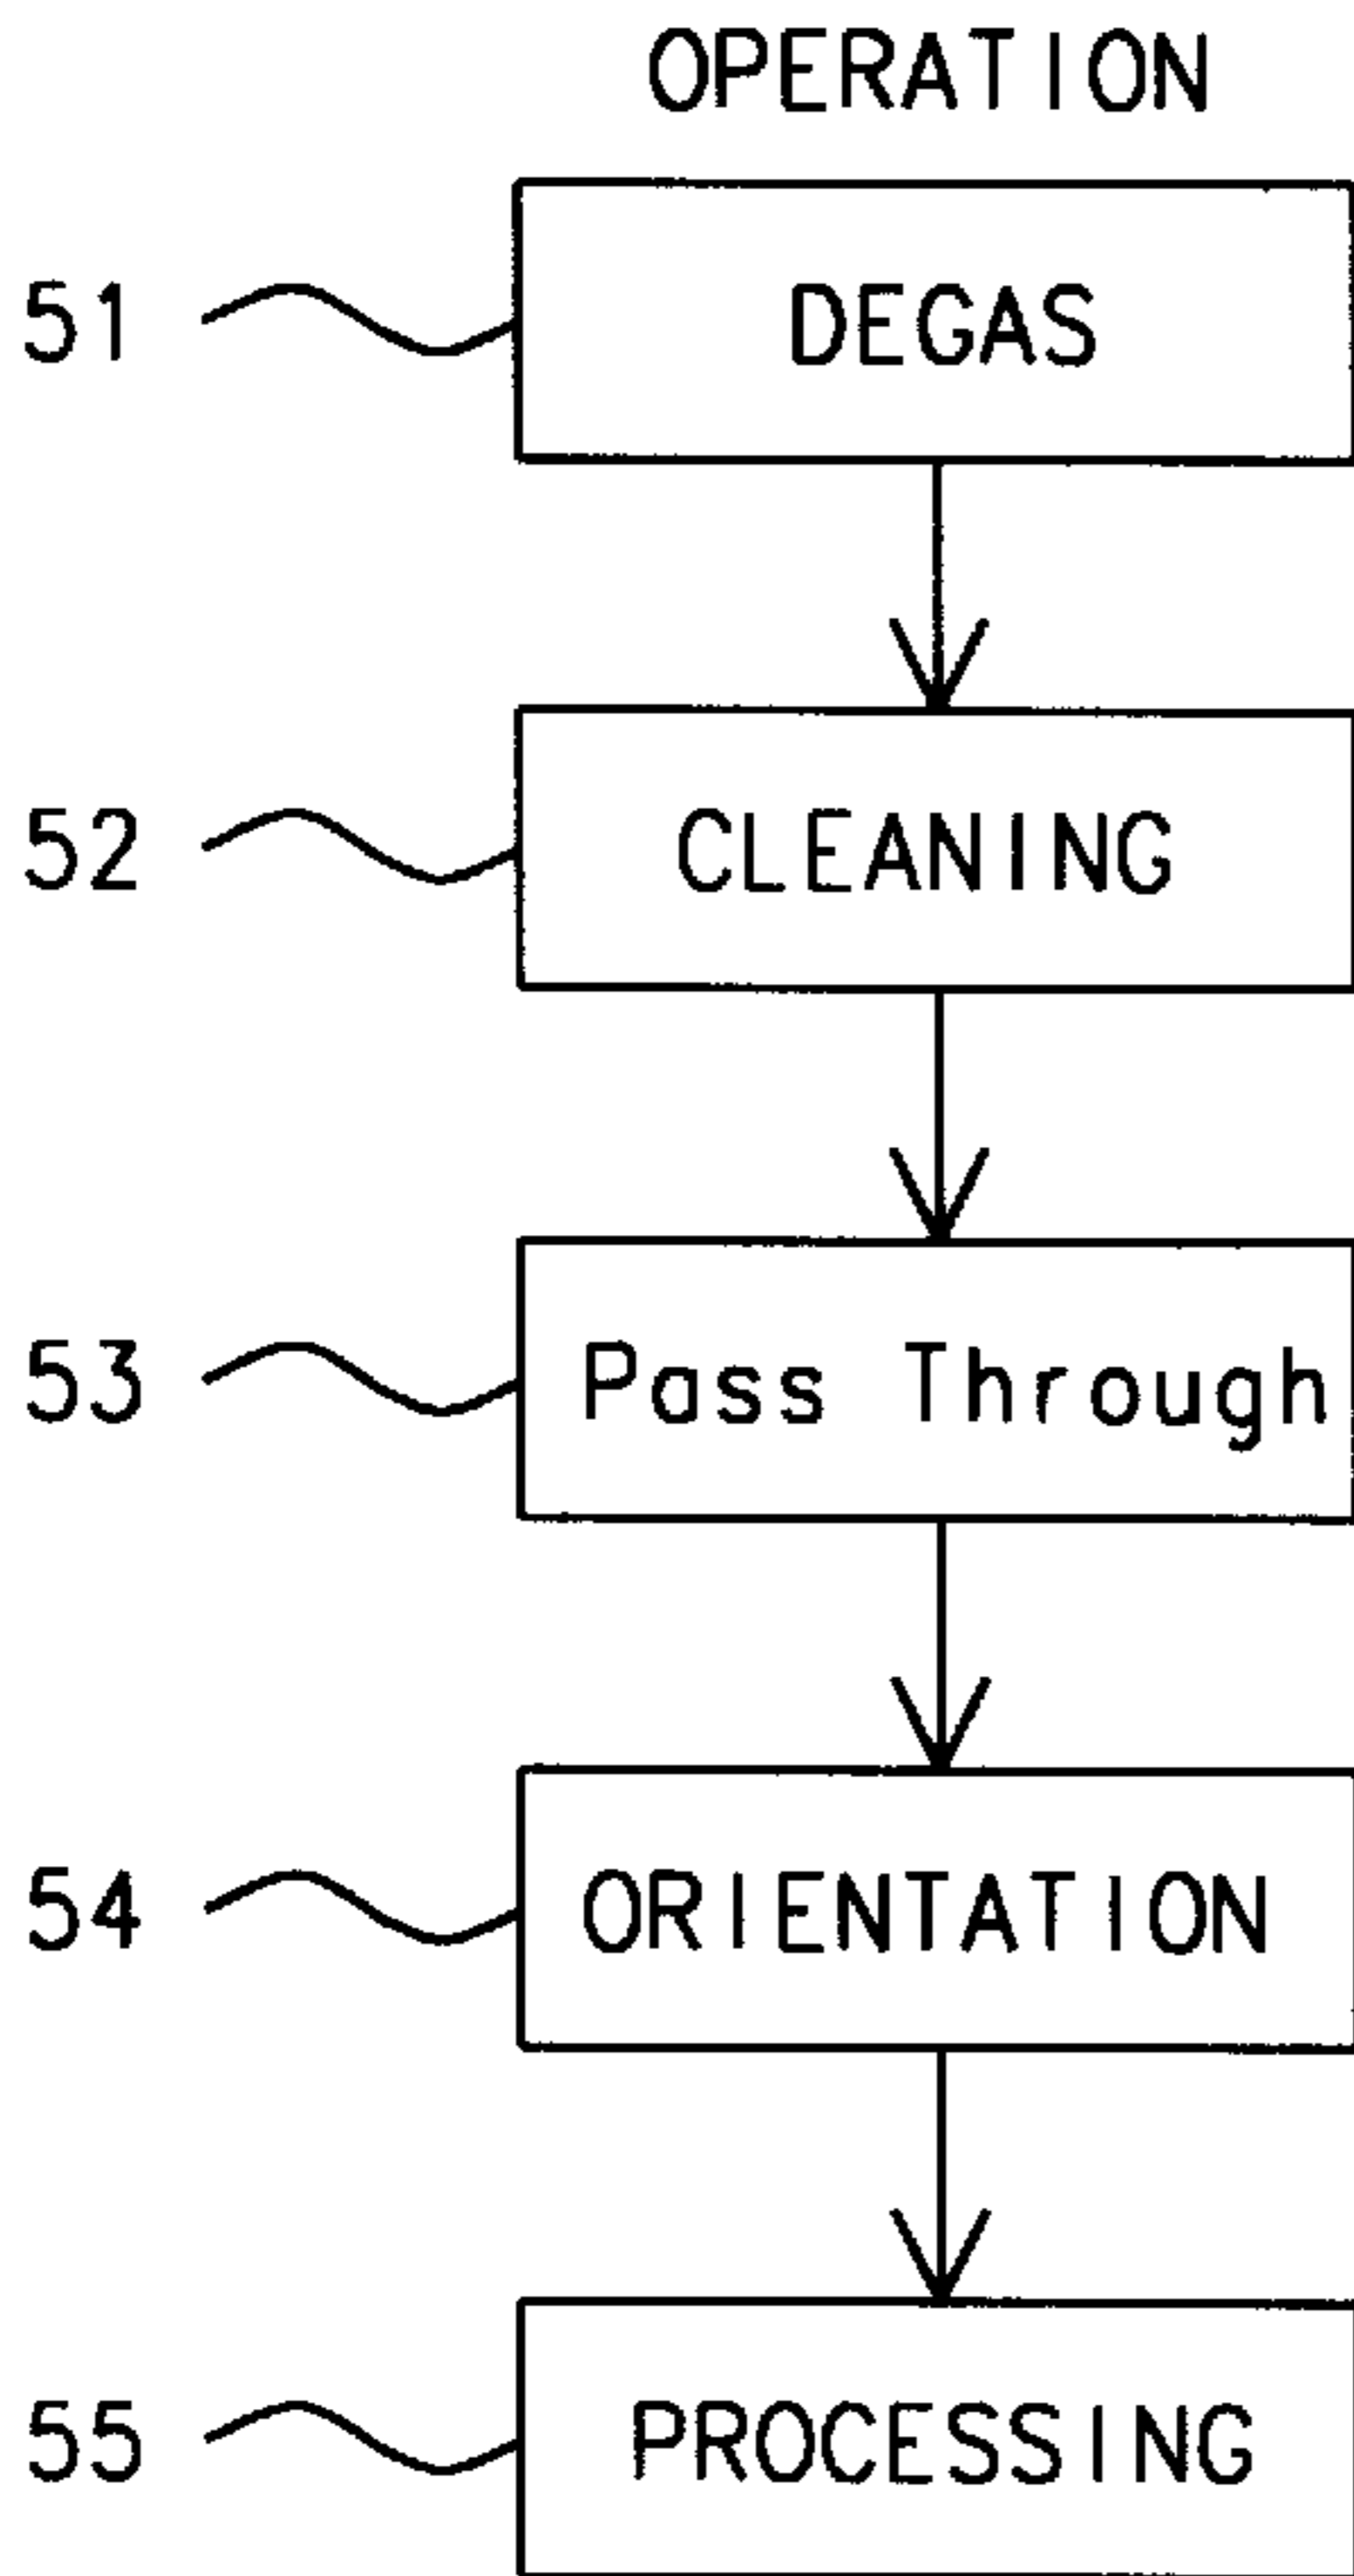 OPERATION
51 DEGAS
52 CLEANING
53 Pass Through
54 ORIENTATION
55 PROCESSING